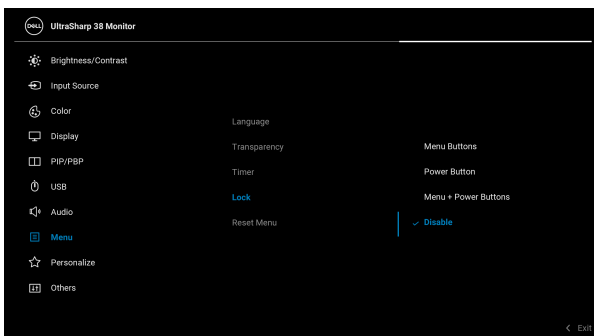 DELL
UltraSharp 38 Monitor
Brightness/Contrast
Input Source
Color
Display
PIP/PBP
USB
Audio
Menu
Personalize
Others
Language
Transparency
Timer
Lock
Reset Menu
Menu Buttons
Power Button
Menu + Power Buttons
Disable
Exit